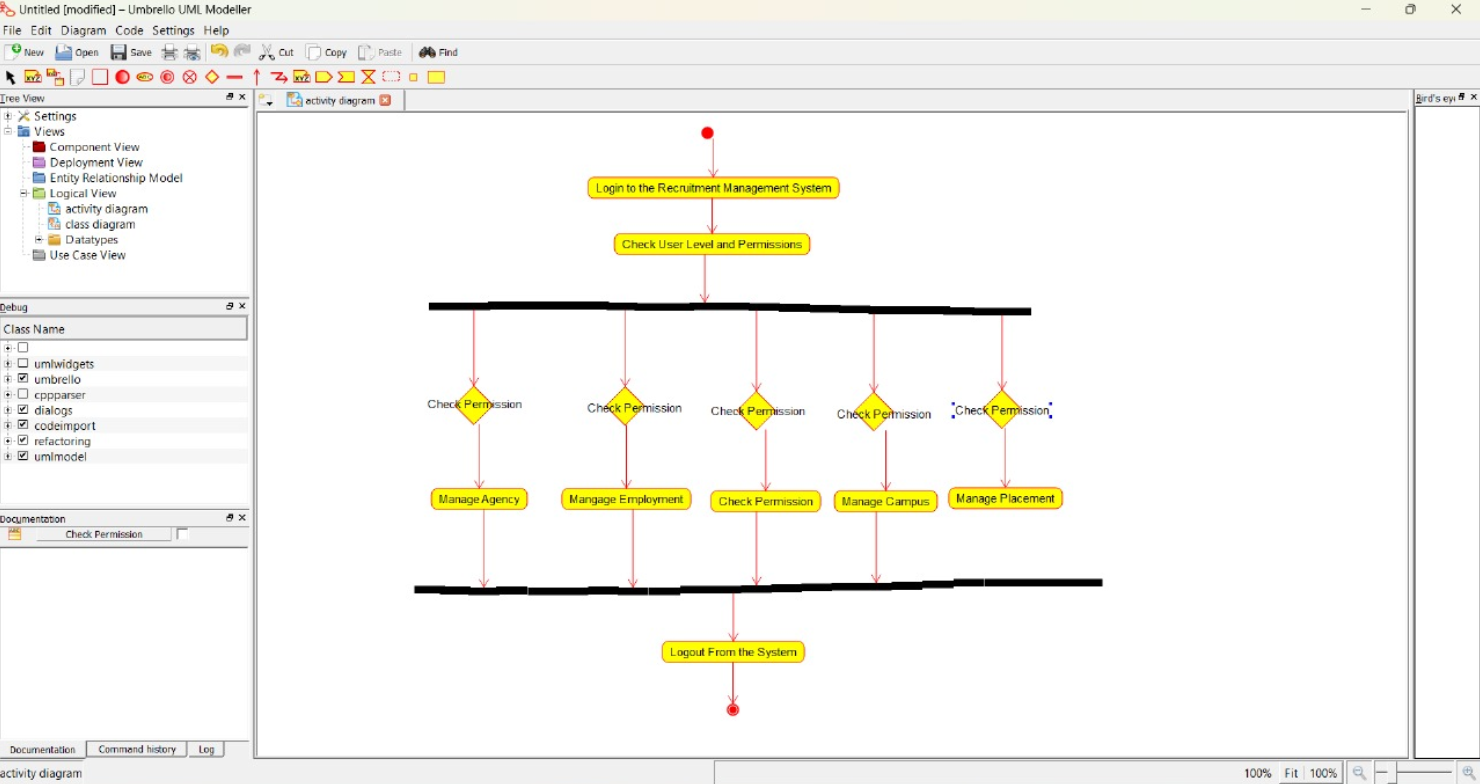 Untitled [modified] – Umbrello UML Modeller
File Edit Diagram Code Settings Help
New Open Save Cut Copy Paste Find
Tree View
activity diagram
Bird's ey
Settings
Views
Component View
Deployment View
Entity Relationship Model
Logical View
activity diagram
class diagram
Datatypes
Use Case View
Debug
Class Name
umlwidgets
umbrello
cppparser
dialogs
codeimport
refactoring
umlmodel
Documentation
Check Permission
Documentation Command history Log
activity diagram
Login to the Recruitment Management System
Check User Level and Permissions
Check Permission Check Permission Check Permission Check Permission Check Permission
Manage Agency Mangage Employment Check Permission Manage Campus Manage Placement
Logout From the System
100% Fit 100%